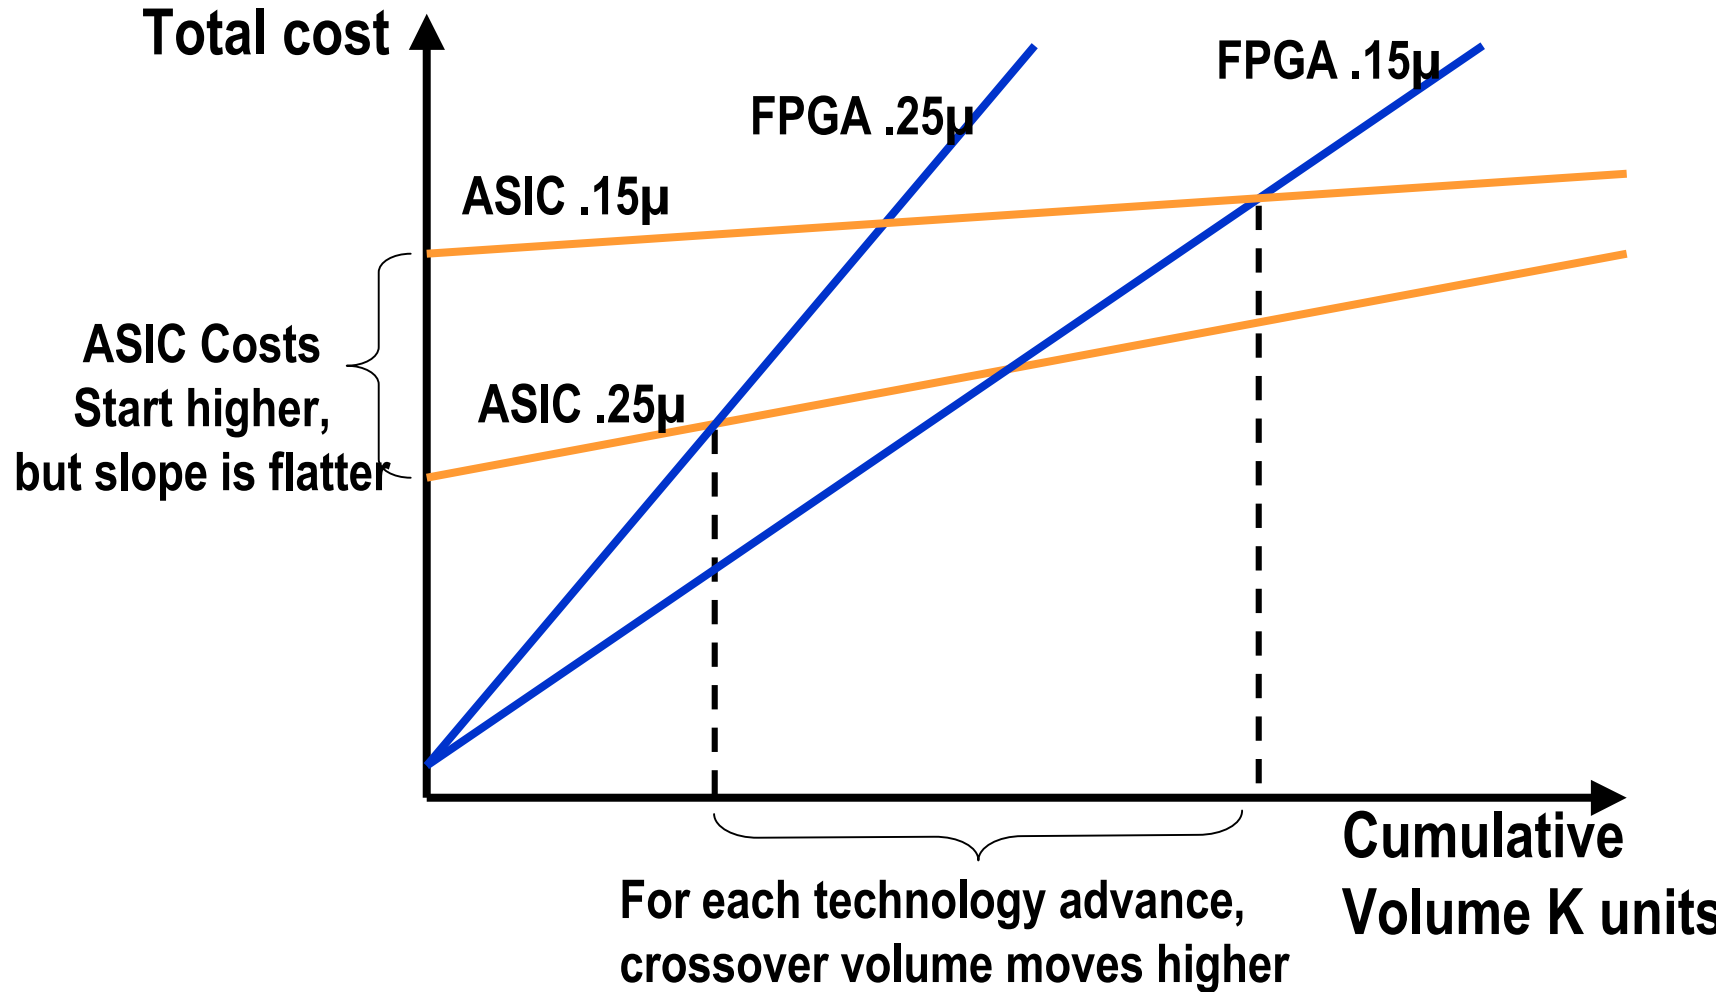 Total cost
FPGA .15µ
FPGA .25µ
ASIC .15µ
ASIC Costs
Start higher,
but slope is flatter
ASIC .25µ
Cumulative
Volume K units
For each technology advance,
crossover volume moves higher